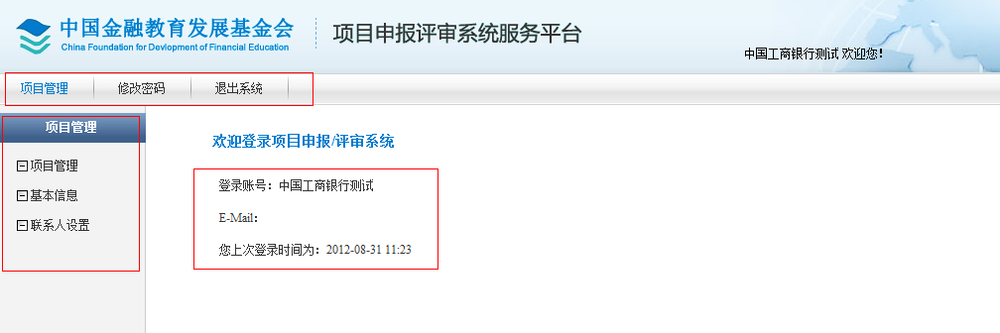 中国金融教育发展基金会
China Foundation for Devlopment of Financial Education
项目申报评审系统服务平台
中国工商银行测试 欢迎您！
项目管理 修改密码 退出系统
项目管理
项目管理
基本信息
联系人设置
欢迎登录项目申报/评审系统
登录账号：中国工商银行测试
E-Mail：
您上次登录时间为：2012-08-31 11:23